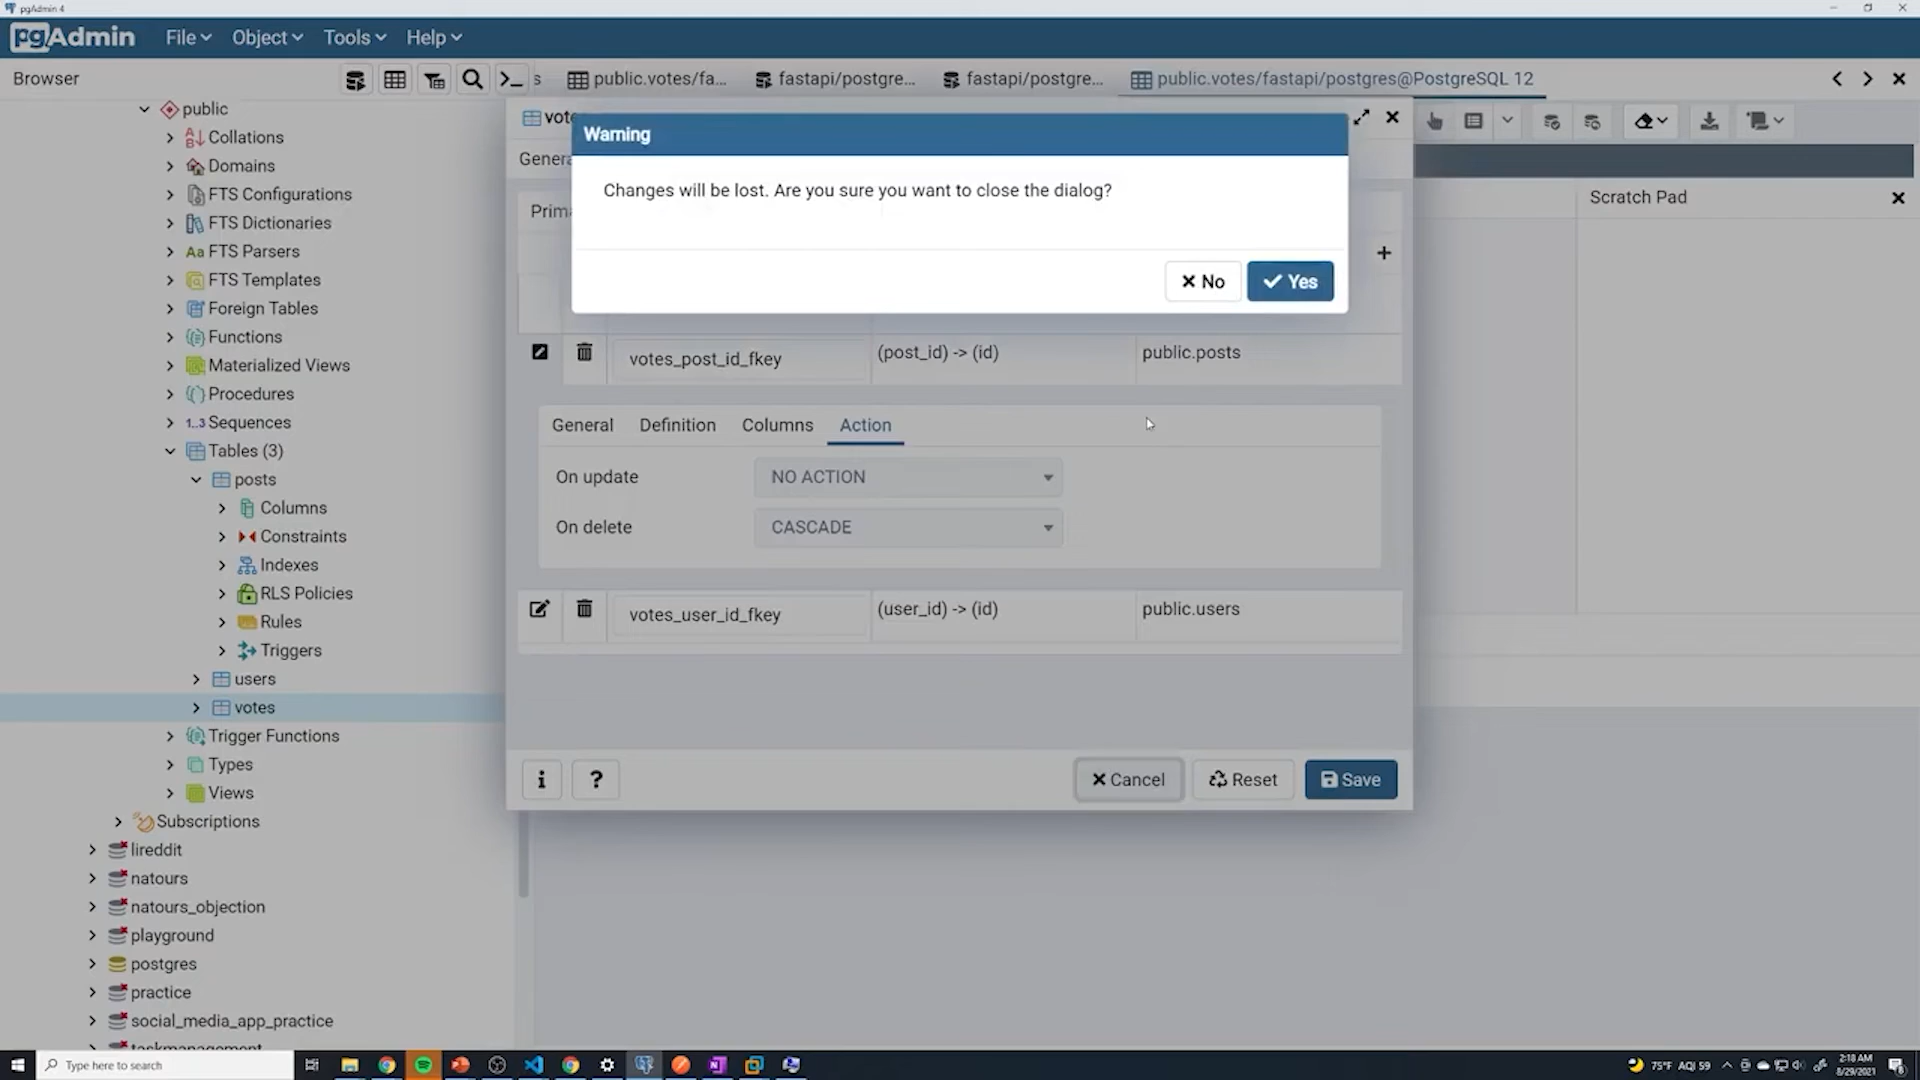 pgAdmin 4
pgAdmin
File
Object
Tools
Help
Browser
s
public.votes/fa...
fastapi/postgre...
fastapi/postgre...
public.votes/fastapi/postgres@PostgreSQL 12
public
Collations
Domains
FTS Configurations
FTS Dictionaries
Aa FTS Parsers
FTS Templates
Foreign Tables
Functions
Materialized Views
Procedures
1..3 Sequences
Tables (3)
posts
Columns
Constraints
Indexes
RLS Policies
Rules
Triggers
users
votes
Trigger Functions
Types
Views
Subscriptions
lireddit
natours
natours_objection
playground
postgres
practice
social_media_app_practice
taskmanagement
vote
Genera
Prima
Warning
Changes will be lost. Are you sure you want to close the dialog?
No
Yes
votes_post_id_fkey
(post_id) -> (id)
public.posts
General
Definition
Columns
Action
On update
NO ACTION
On delete
CASCADE
votes_user_id_fkey
(user_id) -> (id)
public.users
i
?
Cancel
Reset
Save
Scratch Pad
Type here to search
75°F AQI 59
2:18 AM
8/29/2021